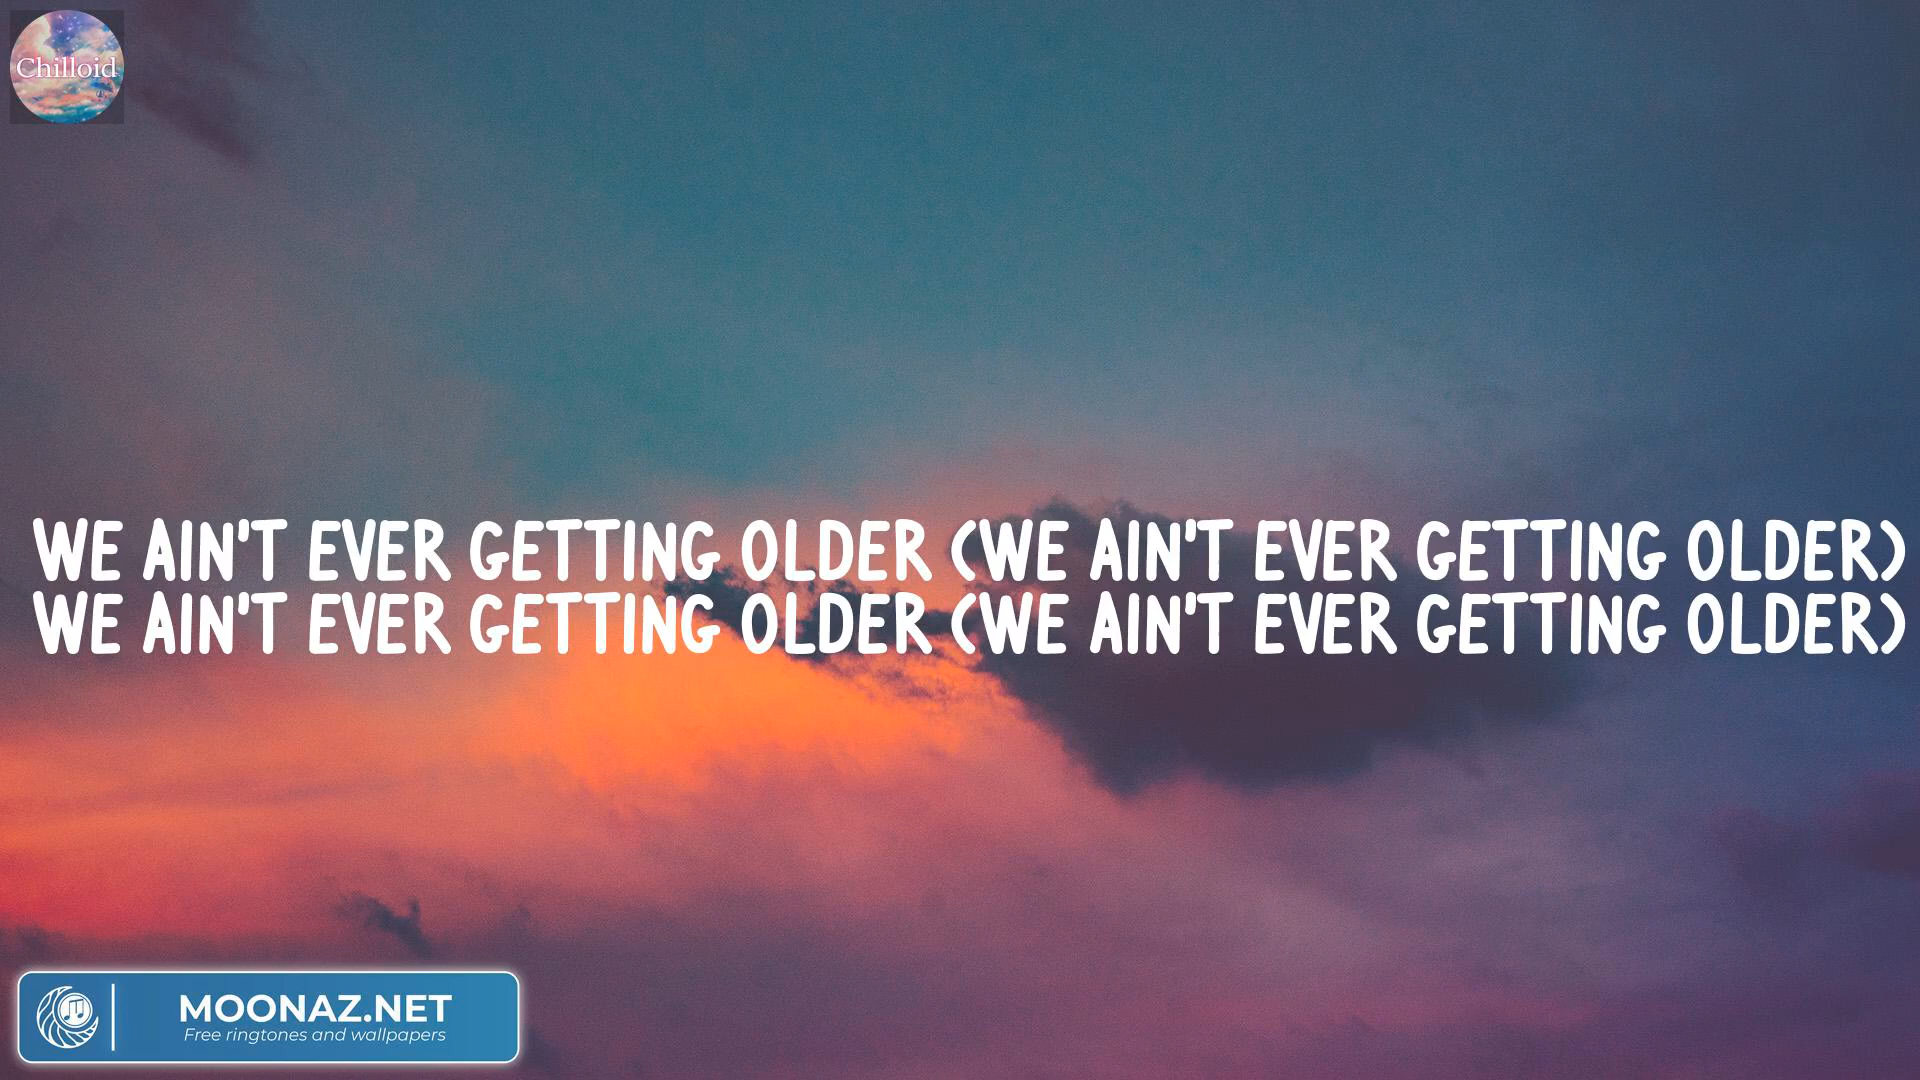 Chilloid
WE AIN'T EVER GETTING OLDER (WE AIN'T EVER GETTING OLDER)
WE AIN'T EVER GETTING OLDER (WE AIN'T EVER GETTING OLDER)
MOONAZ.NET
Free ringtones and wallpapers